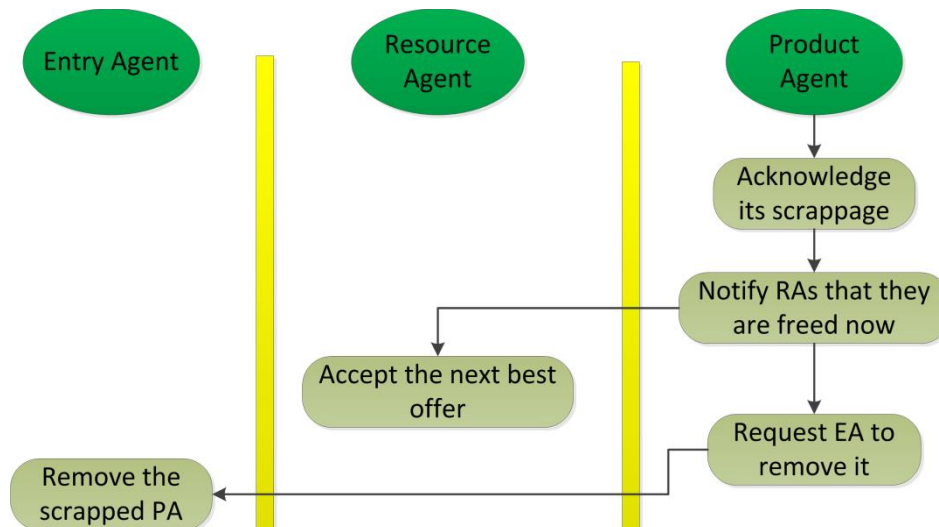 Entry Agent
Resource
Agent
Product
Agent
Acknowledge
its scrappage
Notify RAs that they
are freed now
Accept the next best
offer
Request EA to
remove it
Remove the
scrapped PA